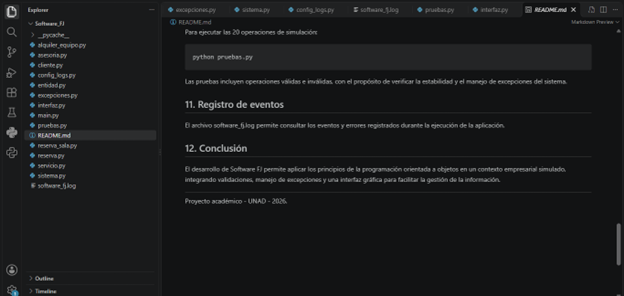 Explorer
Software_FJ
__pycache__
alquiler_equipo.py
asesoria.py
cliente.py
config_logs.py
entidad.py
excepciones.py
interfaz.py
main.py
pruebas.py
README.md
reserva_sala.py
reserva.py
servicio.py
sistema.py
software_fj.log
Outline
Timeline
excepciones.py sistema.py config_logs.py software_fj.log pruebas.py interfaz.py README.md
README.md
Markdown Preview
Para ejecutar las 20 operaciones de simulación:
python pruebas.py
Las pruebas incluyen operaciones válidas e inválidas, con el propósito de verificar la estabilidad y el manejo de excepciones del sistema.
11. Registro de eventos
El archivo software_fj.log permite consultar los eventos y errores registrados durante la ejecución de la aplicación.
12. Conclusión
El desarrollo de Software FJ permite aplicar los principios de la programación orientada a objetos en un contexto empresarial simulado,
integrando validaciones, manejo de excepciones y una interfaz gráfica para facilitar la gestión de la información.
Proyecto académico - UNAD - 2026.